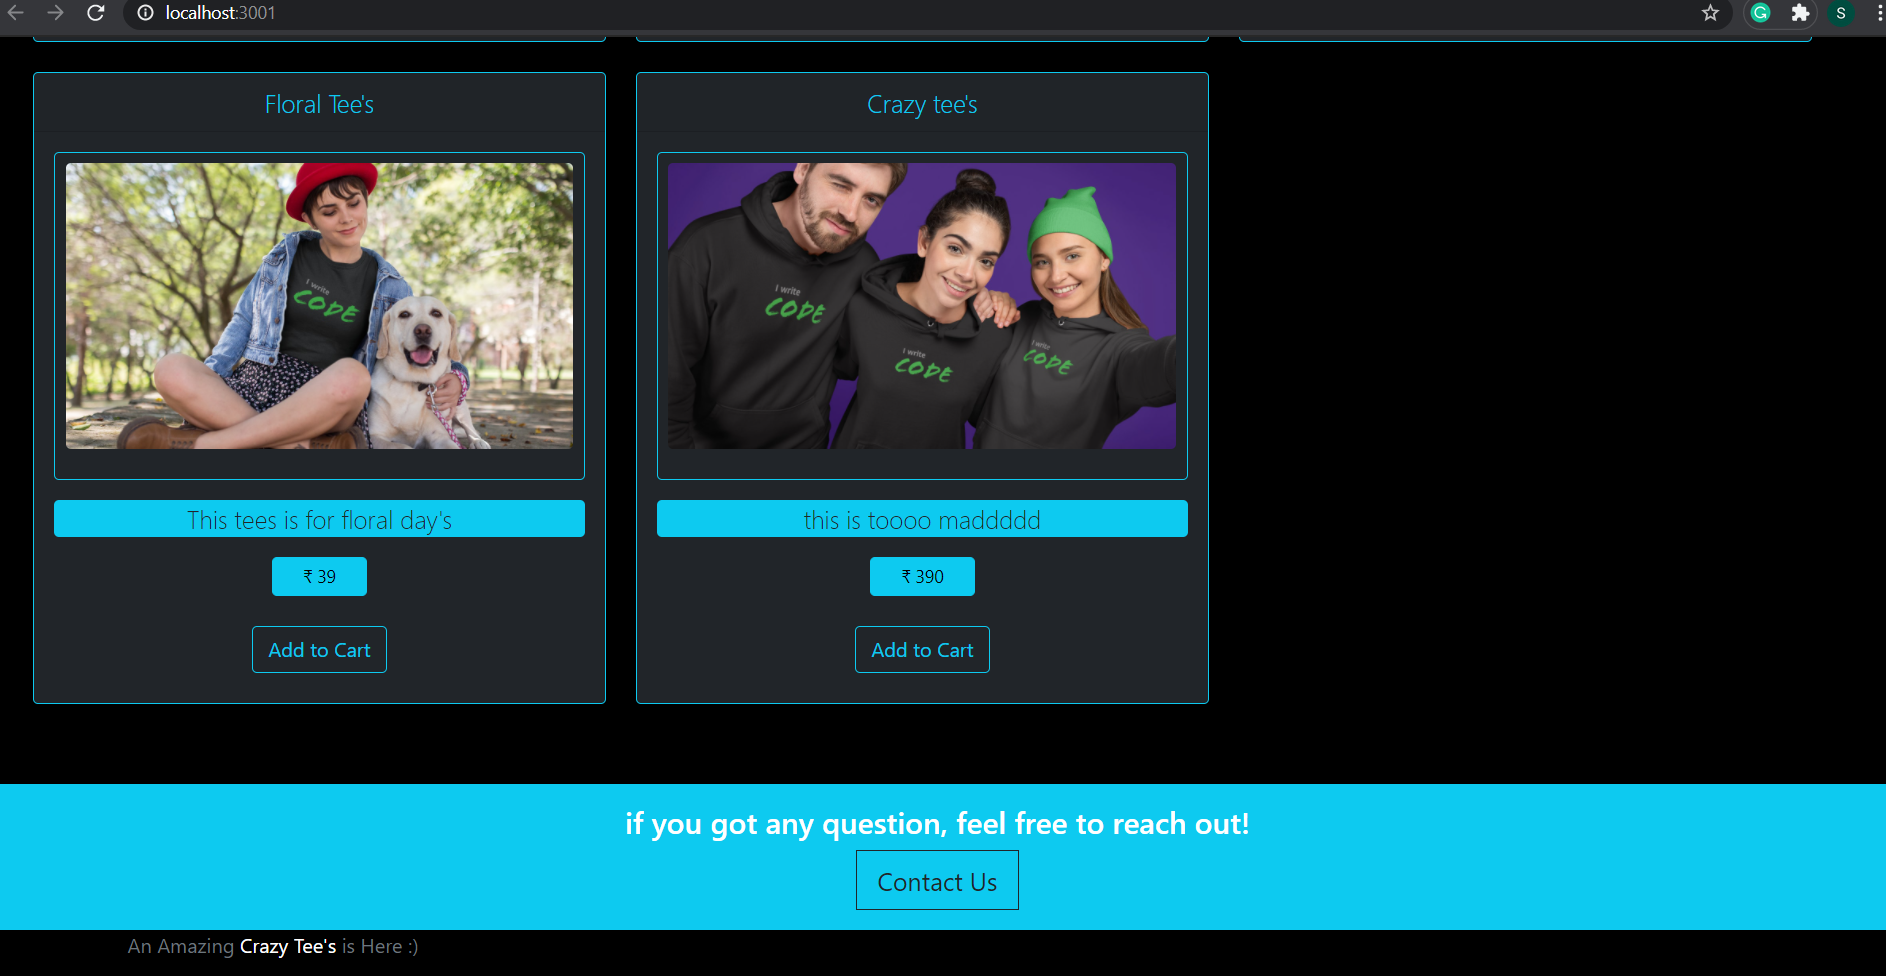 localhost:3001
G
S
Floral Tee's
Crazy tee's
I write
CODE
I write
CODE
I write
CODE
I write
CODE
This tees is for floral day's
this is toooo maddddd
₹ 39
₹ 390
Add to Cart
Add to Cart
if you got any question, feel free to reach out!
Contact Us
An Amazing Crazy Tee's is Here :)